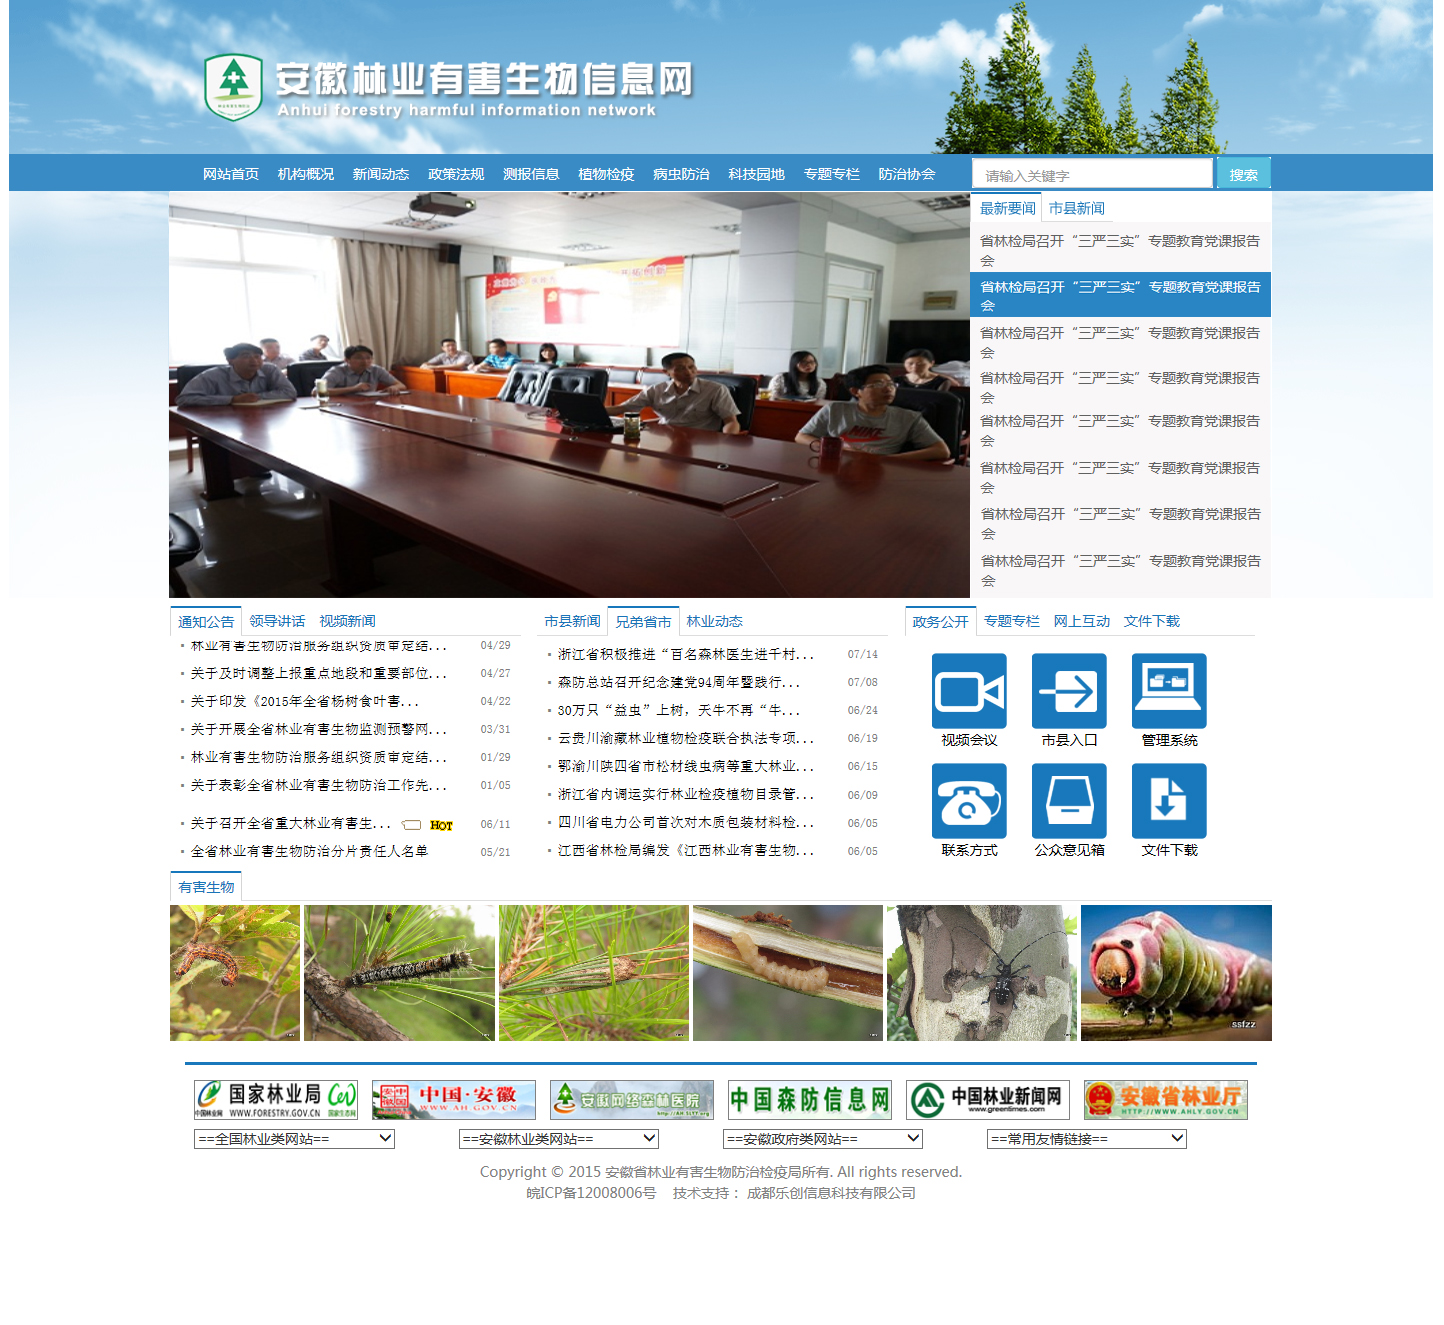 安徽林业有害生物信息网
Anhui forestry harmful information network
网站首页 机构概况 新闻动态 政策法规 测报信息 植物检疫 病虫防治 科技园地 专题专栏 防治协会 请输入关键字 搜索
最新要闻 市县新闻
省林检局召开“三严三实”专题教育党课报告
会
省林检局召开“三严三实”专题教育党课报告
会
省林检局召开“三严三实”专题教育党课报告
会
省林检局召开“三严三实”专题教育党课报告
会
省林检局召开“三严三实”专题教育党课报告
会
省林检局召开“三严三实”专题教育党课报告
会
省林检局召开“三严三实”专题教育党课报告
会
省林检局召开“三严三实”专题教育党课报告
会
通知公告 领导讲话 视频新闻
林业有害生物防治服务组织资质审定结... 04/29
关于及时调整上报重点地段和重要部位... 04/27
关于印发《2015年全省杨树食叶害... 04/22
关于开展全省林业有害生物监测预警网... 03/31
林业有害生物防治服务组织资质审定结... 01/29
关于表彰全省林业有害生物防治工作先... 01/05
关于召开全省重大林业有害生... HOT 06/11
全省林业有害生物防治分片责任人名单 05/21
市县新闻 兄弟省市 林业动态
浙江省积极推进“百名森林医生进千村... 07/14
森防总站召开纪念建党94周年暨践行... 07/08
30万只“益虫”上树，天牛不再“牛... 06/24
云贵川渝藏林业植物检疫联合执法专项... 06/19
鄂渝川陕四省市松材线虫病等重大林业... 06/15
浙江省内调运实行林业检疫植物目录管... 06/09
四川省电力公司首次对木质包装材料检... 06/05
江西省林检局编发《江西林业有害生物... 06/05
政务公开 专题专栏 网上互动 文件下载
视频会议 市县入口 管理系统
联系方式 公众意见箱 文件下载
有害生物
ssfzz
国家林业局
中国林业网 WWW.FORESTRY.GOV.CN 国家生态网
中国·安徽
WWW.AH.GOV.CN
安徽网络森林医院
中国森防信息网
中国林业新闻网
www.greentimes.com
安徽省林业厅
HTTP://WWW.AHLY.GOV.CN
==全国林业类网站== ==安徽林业类网站== ==安徽政府类网站== ==常用友情链接==
Copyright © 2015 安徽省林业有害生物防治检疫局所有. All rights reserved.
皖ICP备12008006号 技术支持： 成都乐创信息科技有限公司